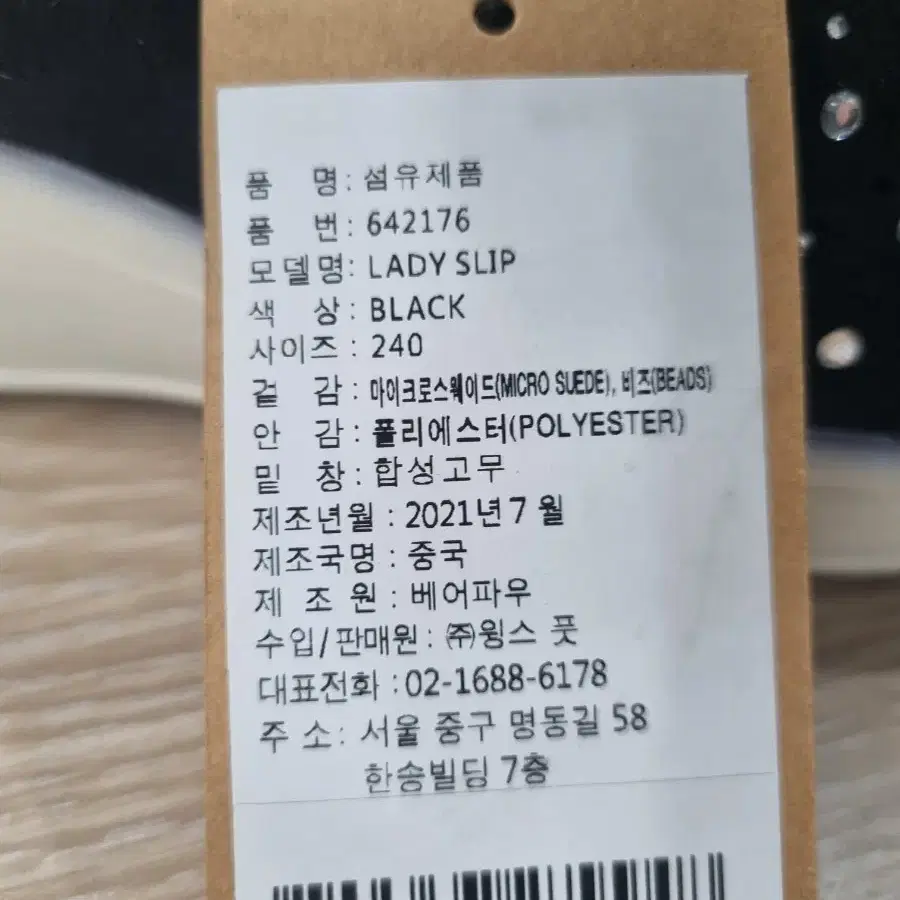 품 명: 섬유제품
품 번: 642176
모델명: LADY SLIP
색 상: BLACK
사이즈 : 240
겉 감 : 마이크로스웨이드(MICRO SUEDE), 비즈(BEADS)
안 감 : 폴리에스터(POLYESTER)
밑 창 : 합성고무
제조년월 : 2021년 7 월
제조국명 : 중국
제 조 원 : 베어파우
수입/판매원 : ㈜윙스 풋
대표전화 :02-1688-6178
주 소: 서울 중구 명동길 58
한송빌딩 7층